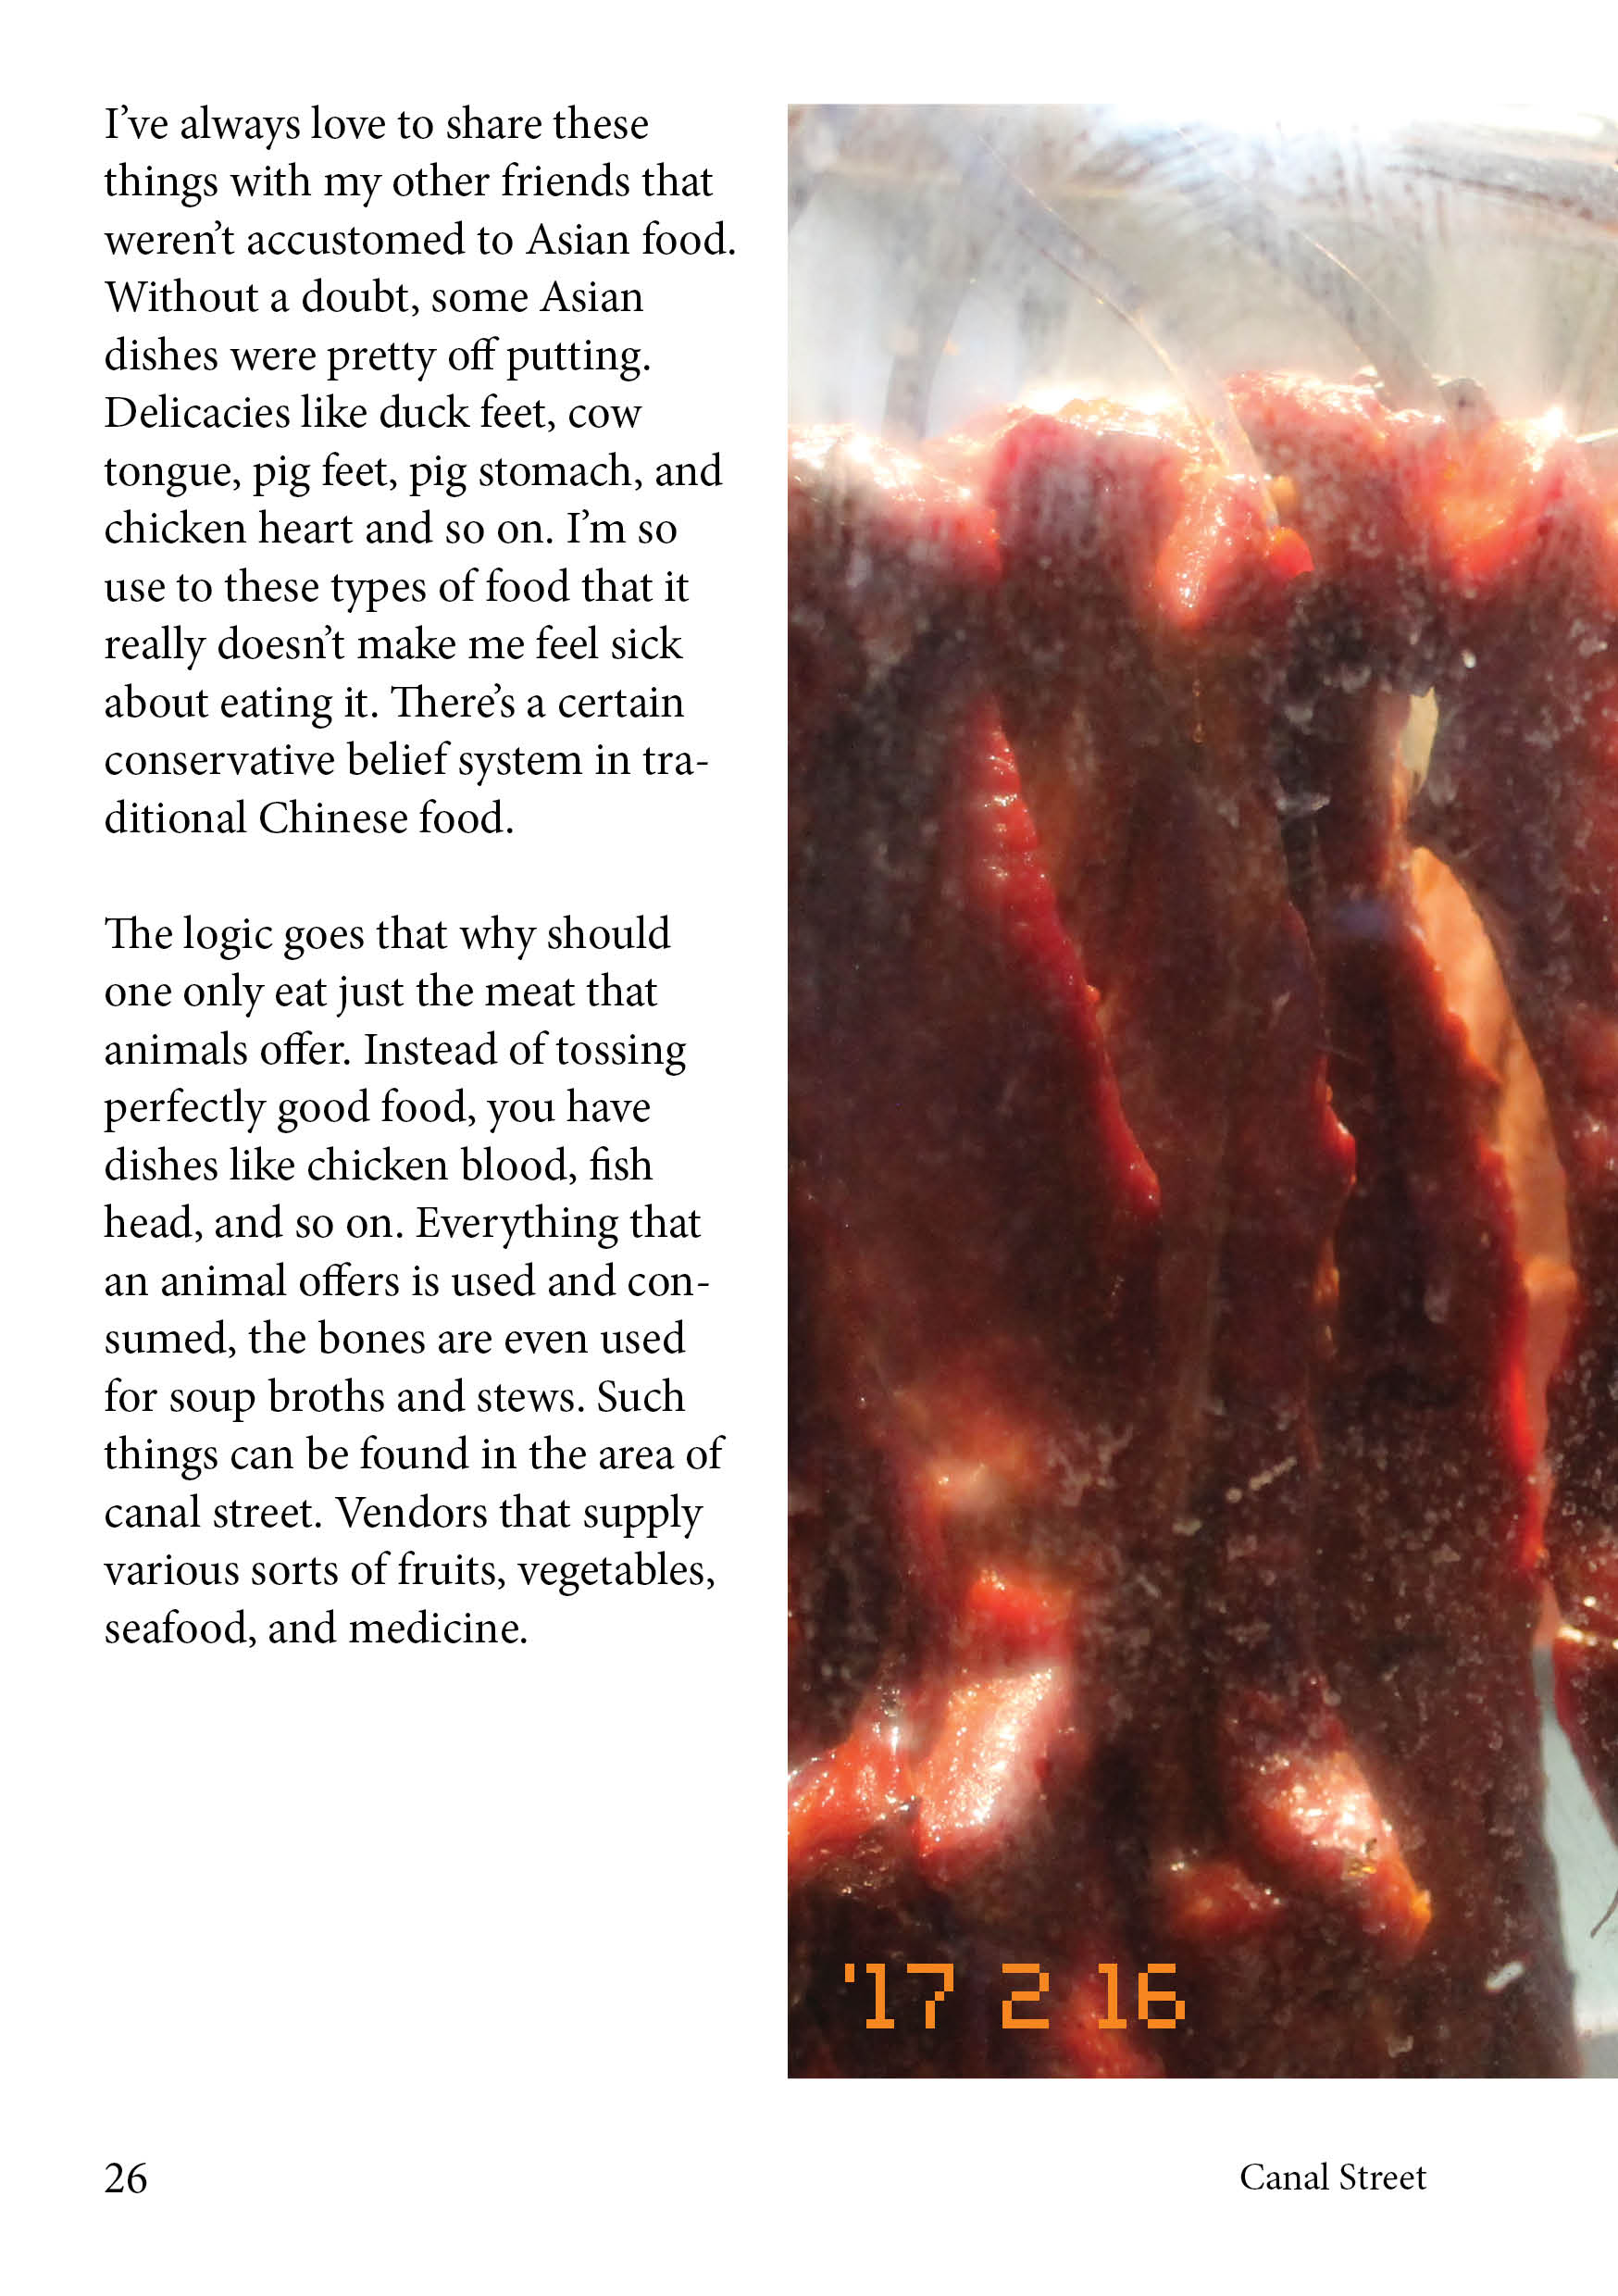 I’ve always love to share these
things with my other friends that
weren’t accustomed to Asian food.
Without a doubt, some Asian
dishes were pretty off putting.
Delicacies like duck feet, cow
tongue, pig feet, pig stomach, and
chicken heart and so on. I’m so
use to these types of food that it
really doesn’t make me feel sick
about eating it. There’s a certain
conservative belief system in tra-
ditional Chinese food.
The logic goes that why should
one only eat just the meat that
animals offer. Instead of tossing
perfectly good food, you have
dishes like chicken blood, fish
head, and so on. Everything that
an animal offers is used and con-
sumed, the bones are even used
for soup broths and stews. Such
things can be found in the area of
canal street. Vendors that supply
various sorts of fruits, vegetables,
seafood, and medicine.
'17 2 16
26
Canal Street